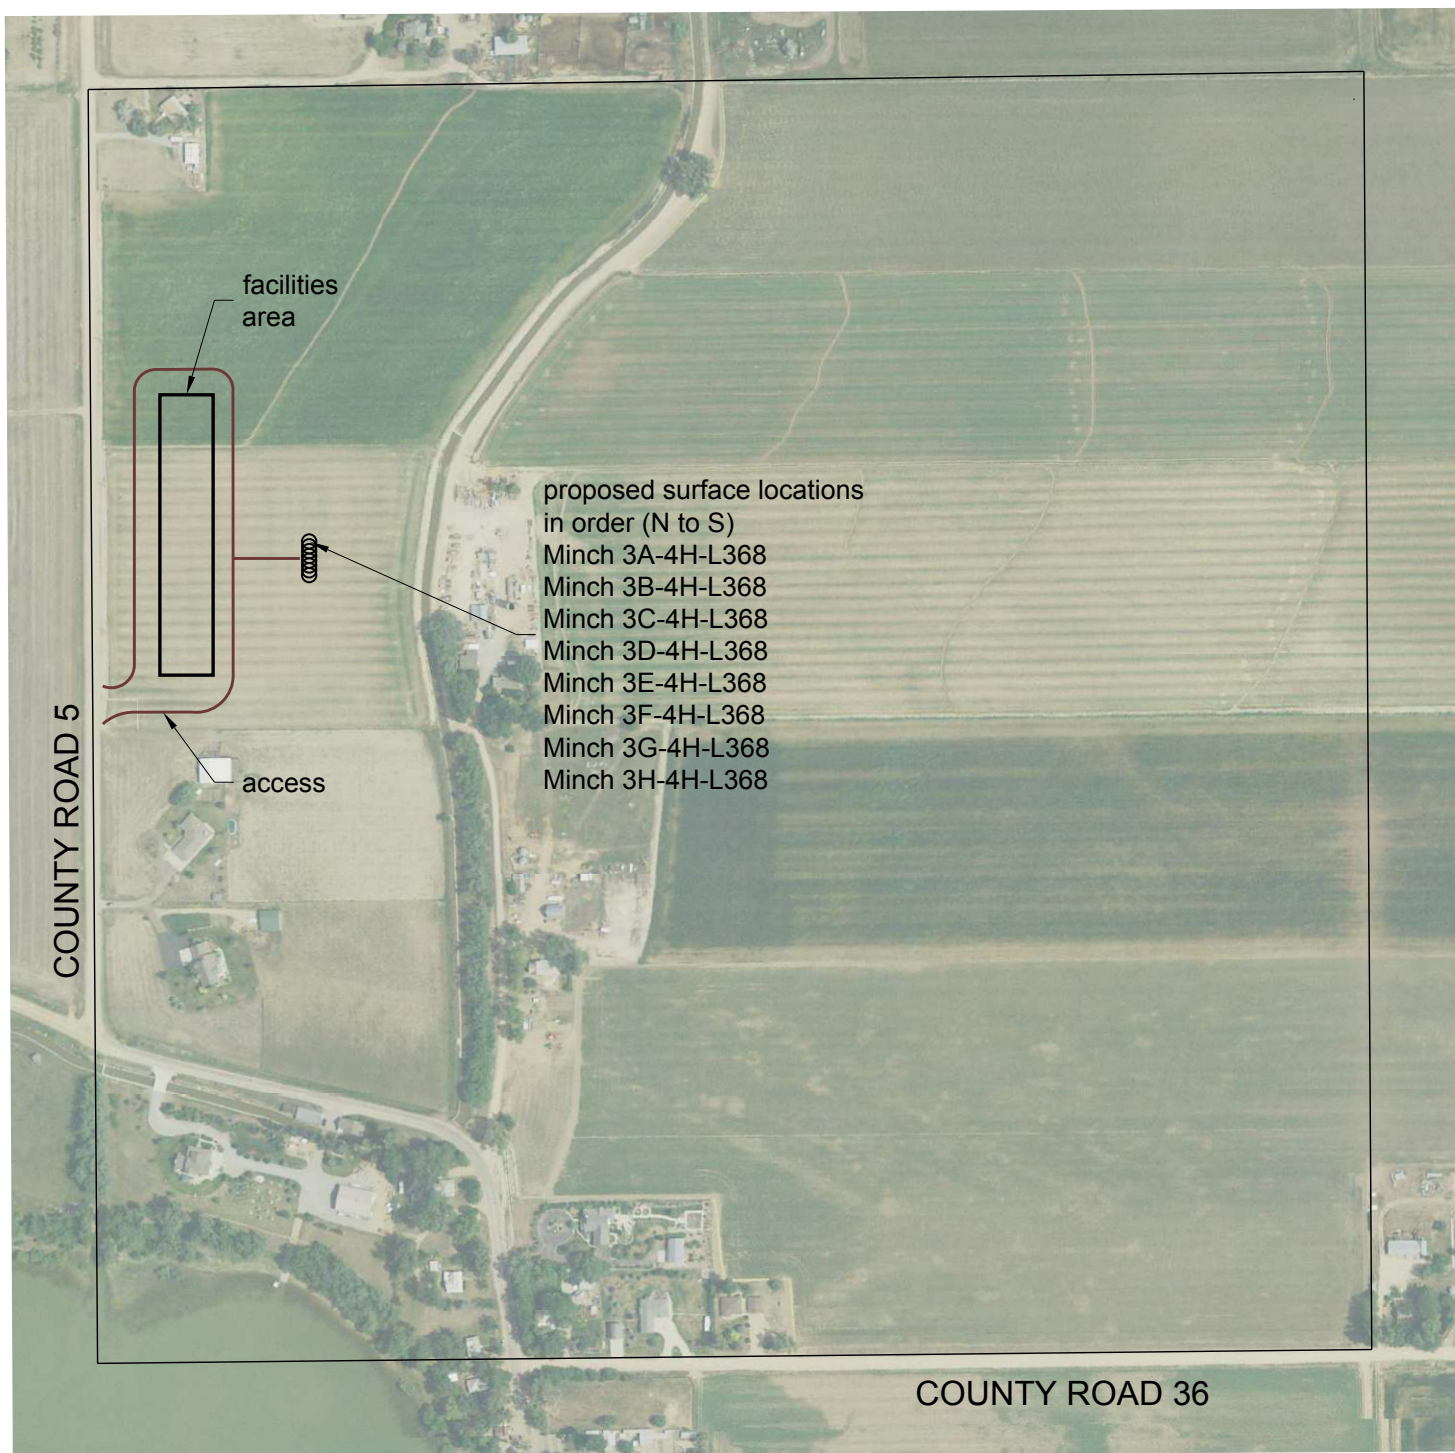 facilities
area
proposed surface locations
in order (N to S)
Minch 3A-4H-L368
Minch 3B-4H-L368
Minch 3C-4H-L368
Minch 3D-4H-L368
Minch 3E-4H-L368
Minch 3F-4H-L368
Minch 3G-4H-L368
Minch 3H-4H-L368
access
COUNTY ROAD 5
COUNTY ROAD 36